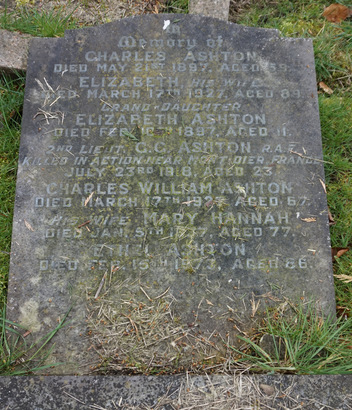 In
Memory of
CHARLES ASHTON,
DIED MAY 21ST 1897, AGED 59.
ELIZABETH HIS WIFE
DIED MARCH 17TH 1927, AGED 89.
GRAND-DAUGHTER
ELIZABETH ASHTON
DIED FEB 1897, AGED 11.
2ND LIEUT C.C. ASHTON R.A.F.
KILLED IN ACTION NEAR MONTDIDIER, FRANCE
JULY 23RD 1918, AGED 23.
CHARLES WILLIAM ASHTON
DIED MARCH 17TH AGED 67.
HIS WIFE MARY HANNAH
DIED JAN. 5TH AGED 77.
ASHTON
DIED FEB 15TH 1973, AGED 86.